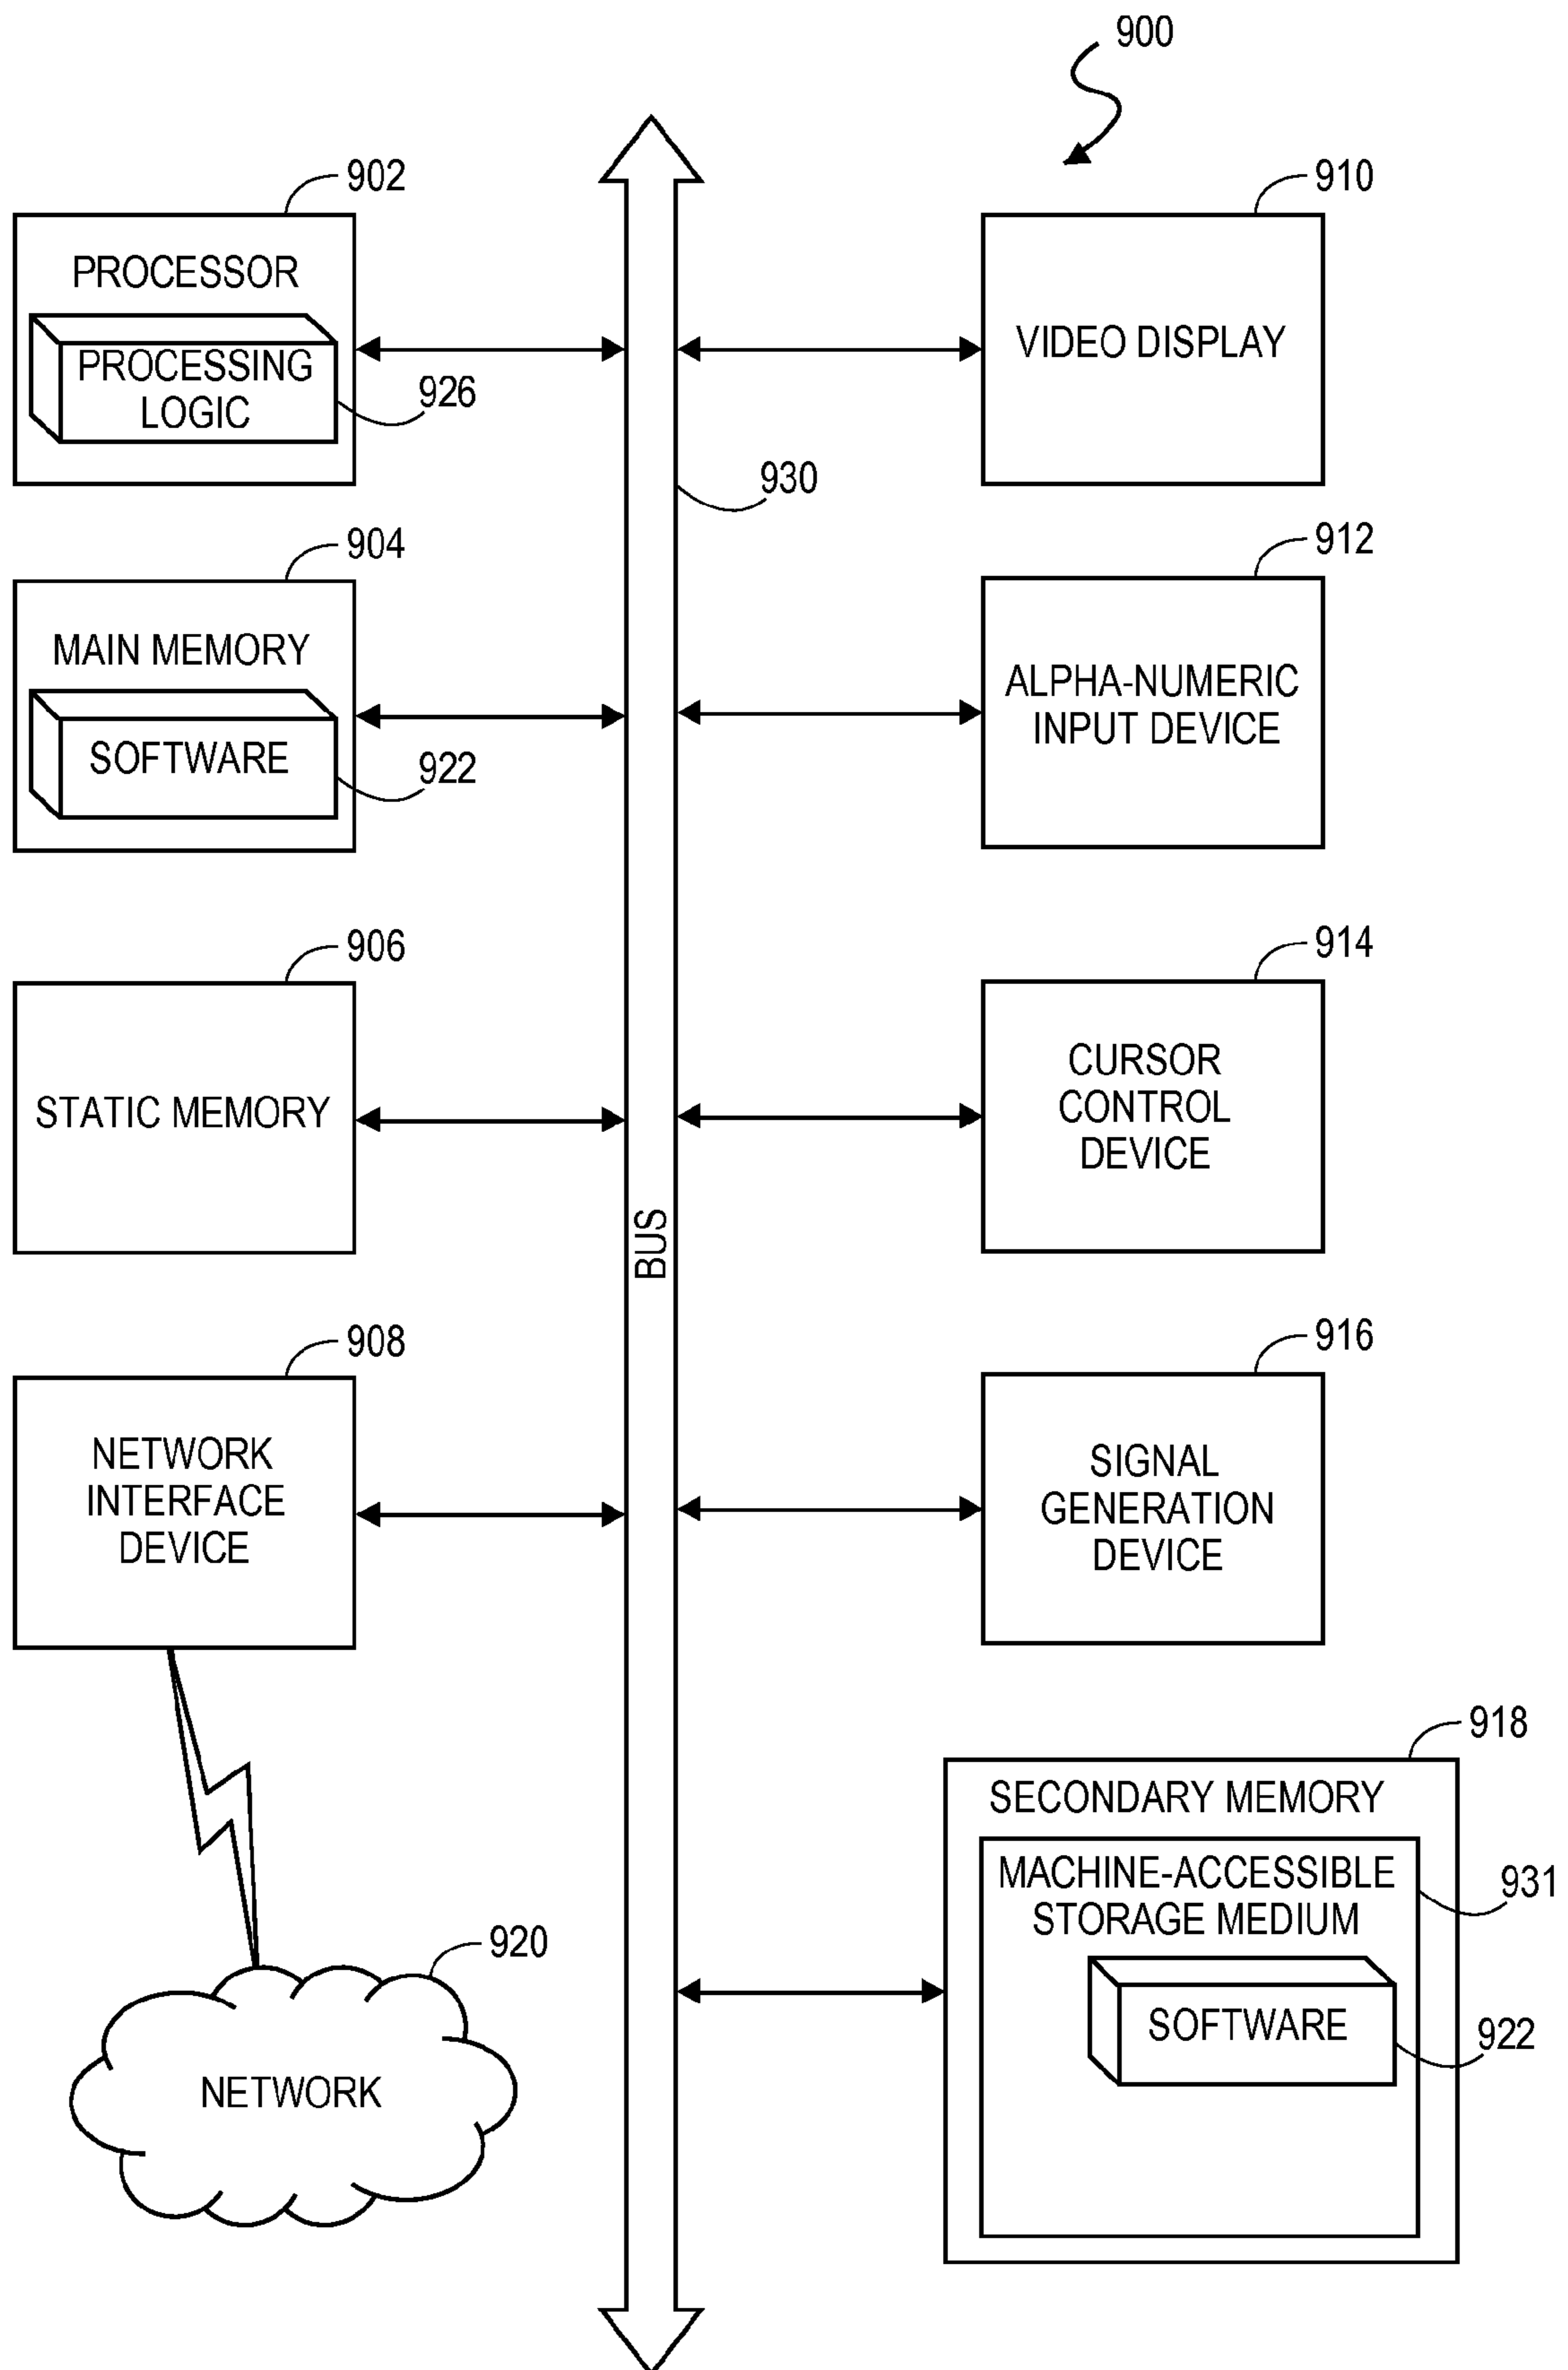 900
902
PROCESSOR
PROCESSING
LOGIC
926
910
VIDEO DISPLAY
930
904
MAIN MEMORY
SOFTWARE
922
912
ALPHA-NUMERIC
INPUT DEVICE
906
STATIC MEMORY
914
CURSOR
CONTROL
DEVICE
BUS
908
NETWORK
INTERFACE
DEVICE
916
SIGNAL
GENERATION
DEVICE
918
SECONDARY MEMORY
MACHINE-ACCESSIBLE
STORAGE MEDIUM
931
SOFTWARE
922
920
NETWORK